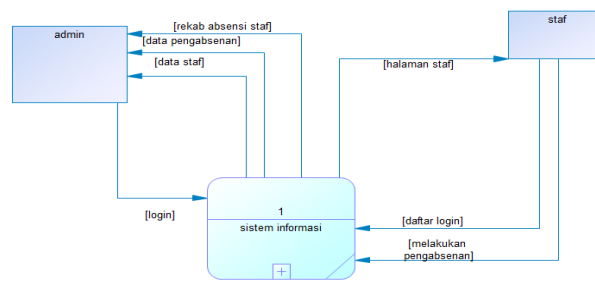 admin
[rekab absensi staf]
[data pengabsenan]
[data staf]
staf
[halaman staf]
[login]
1
sistem informasi
[daftar login]
[melakukan
pengabsenan]